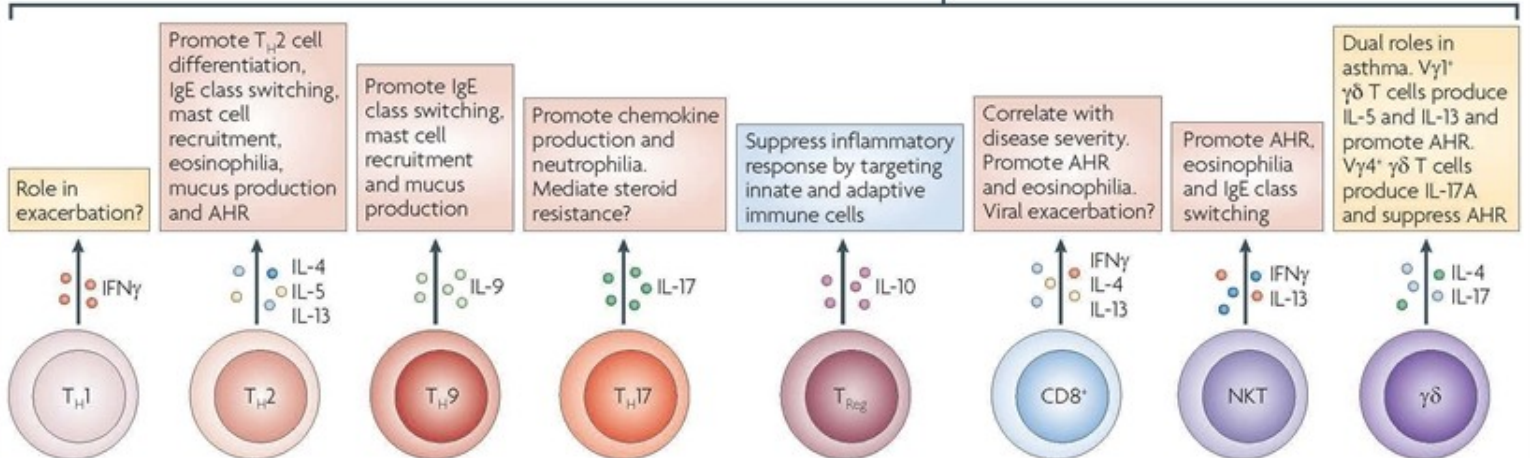 Role in
exacerbation?
Promote TH2 cell
differentiation,
IgE class switching,
mast cell
recruitment,
eosinophilia,
mucus production
and AHR
Promote IgE
class switching,
mast cell
recruitment
and mucus
production
Promote chemokine
production and
neutrophilia.
Mediate steroid
resistance?
Suppress inflammatory
response by targeting
innate and adaptive
immune cells
Correlate with
disease severity.
Promote AHR
and eosinophilia.
Viral exacerbation?
Promote AHR,
eosinophilia
and IgE class
switching
Dual roles in
asthma. Vγ1⁺
γδ T cells produce
IL-5 and IL-13 and
promote AHR.
Vγ4⁺ γδ T cells
produce IL-17A
and suppress AHR
IFNγ
IL-4
IL-5
IL-13
IL-9
IL-17
IL-10
IFNγ
IL-4
IL-13
IFNγ
IL-13
IL-4
IL-17
TH1
TH2
TH9
TH17
TReg
CD8⁺
NKT
γδ